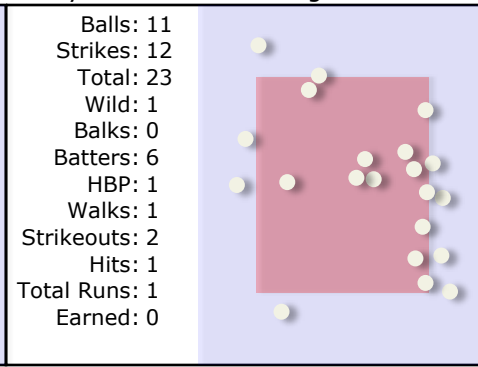 Balls: 11
Strikes: 12
Total: 23
Wild: 1
Balks: 0
Batters: 6
HBP: 1
Walks: 1
Strikeouts: 2
Hits: 1
Total Runs: 1
Earned: 0